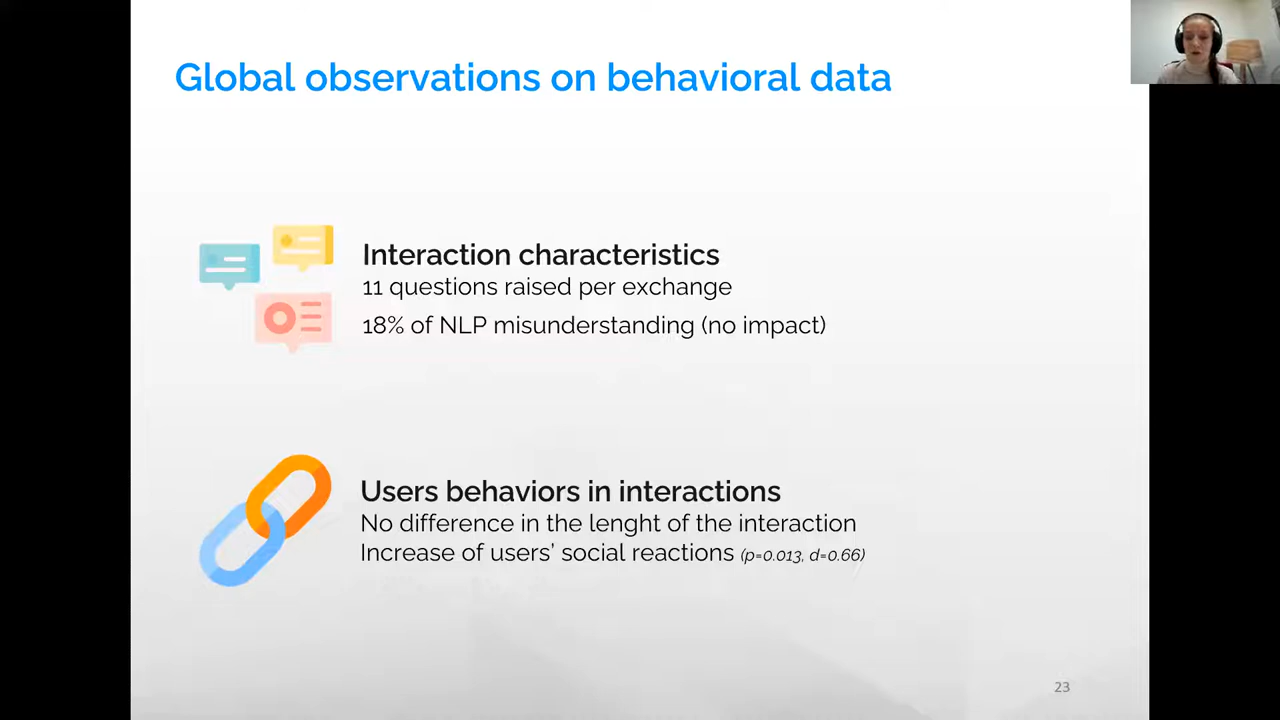 Global observations on behavioral data
Interaction characteristics
11 questions raised per exchange
18% of NLP misunderstanding (no impact)
Users behaviors in interactions
No difference in the lenght of the interaction
Increase of users’ social reactions (p=0.013, d=0.66)
23